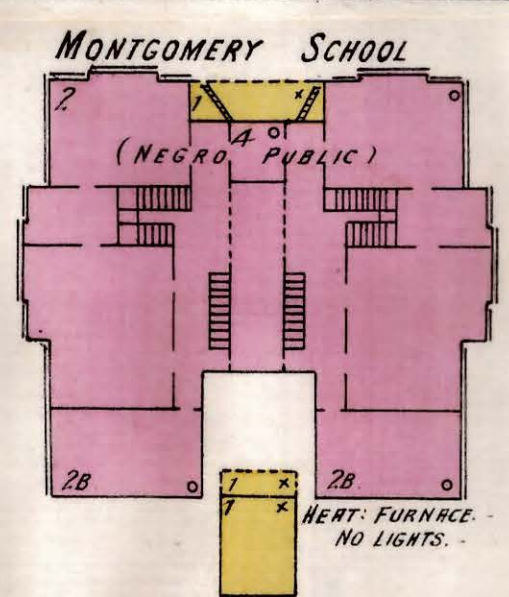 MONTGOMERY SCHOOL
2.
1
x
4
(NEGRO PUBLIC)
2B
2B
1 x
1 x
HEAT: FURNACE.-
NO LIGHTS.-